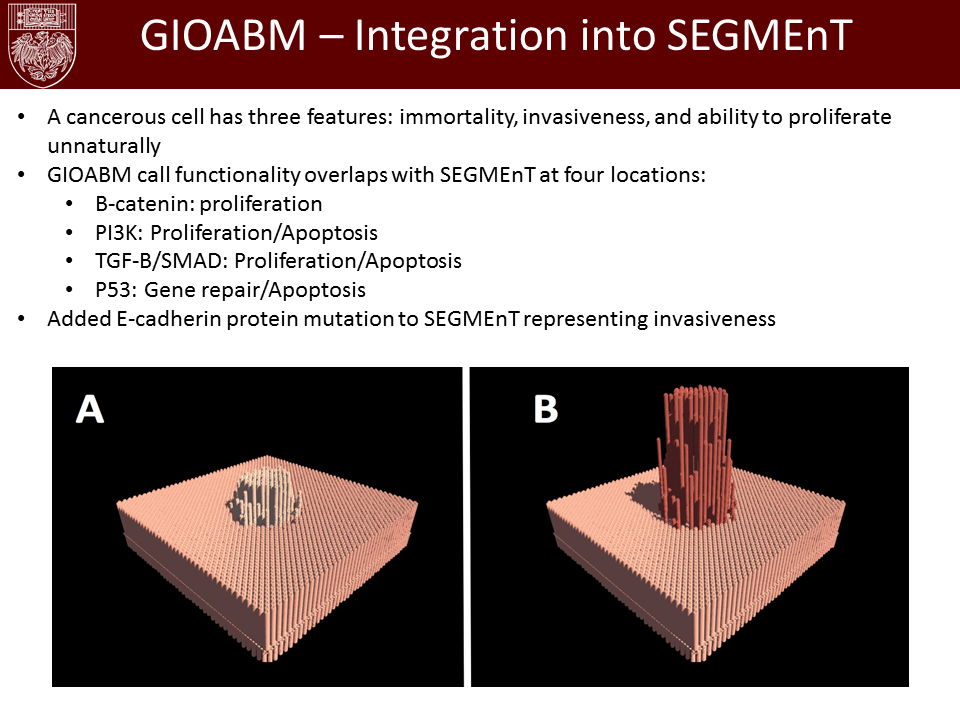 GIOABM – Integration into SEGMEnT
• A cancerous cell has three features: immortality, invasiveness, and ability to proliferate
unnaturally
• GIOABM call functionality overlaps with SEGMEnT at four locations:
• B-catenin: proliferation
• PI3K: Proliferation/Apoptosis
• TGF-B/SMAD: Proliferation/Apoptosis
• P53: Gene repair/Apoptosis
• Added E-cadherin protein mutation to SEGMEnT representing invasiveness
A
B